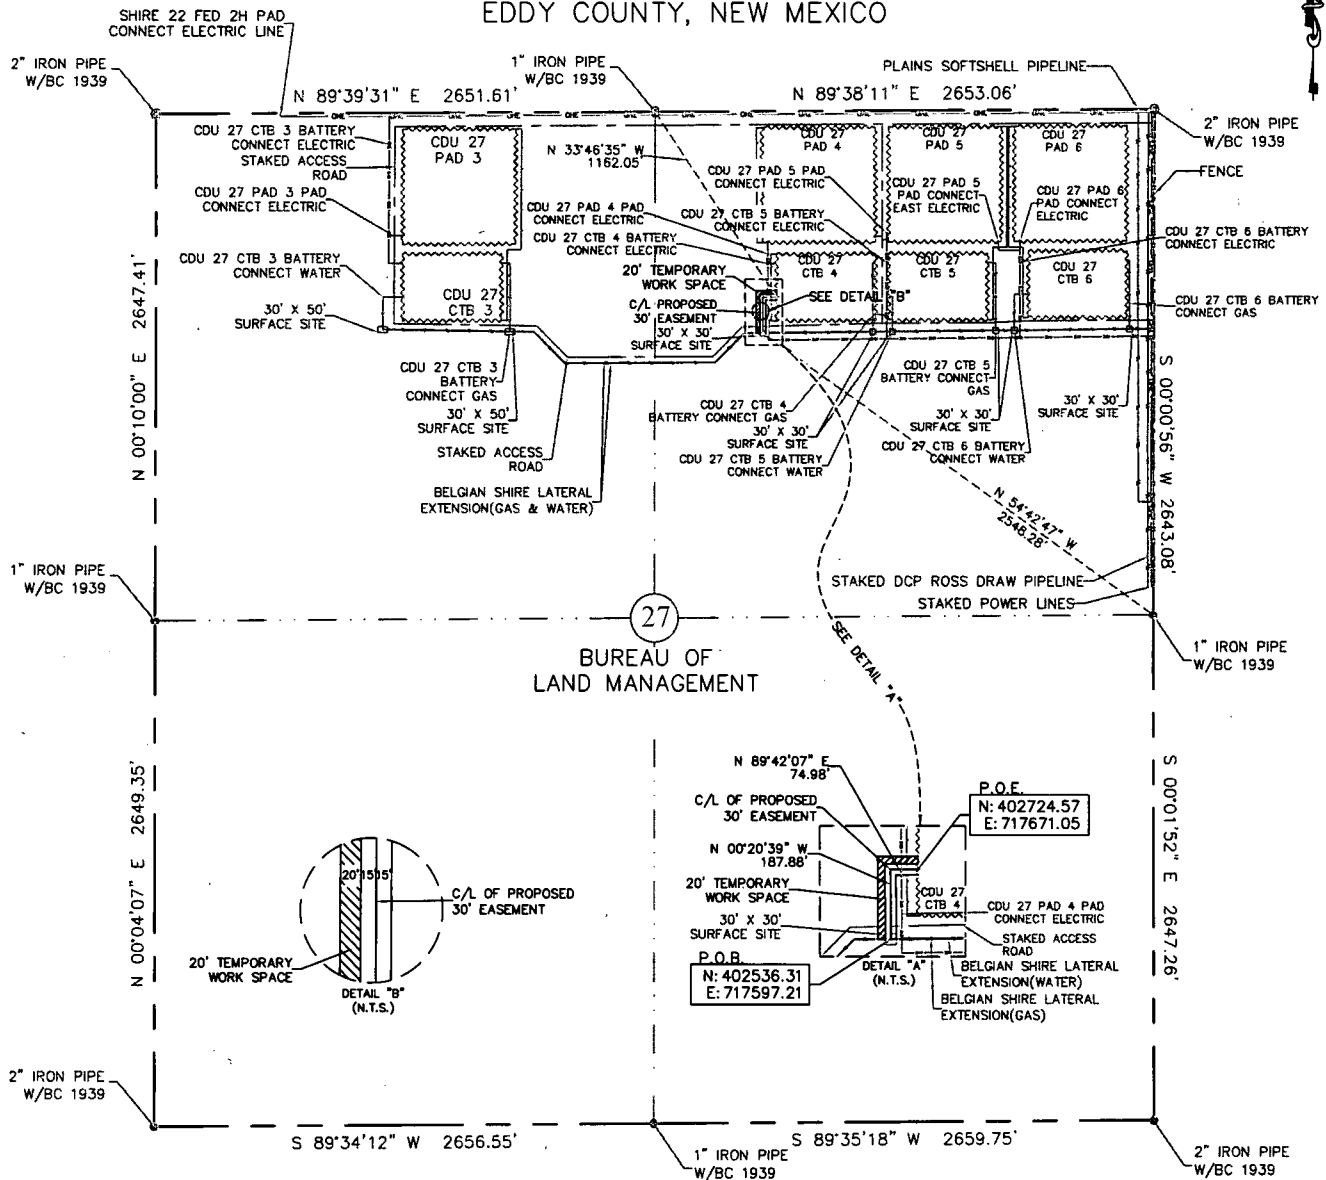 EDDY COUNTY, NEW MEXICO
SHIRE 22 FED 2H PAD
CONNECT ELECTRIC LINE
2" IRON PIPE
W/BC 1939
1" IRON PIPE
W/BC 1939
PLAINS SOFTSHELL PIPELINE
N 89°39'31" E 2651.61'
N 89°38'11" E 2653.06'
2" IRON PIPE
W/BC 1939
FENCE
CDU 27 CTB 3 BATTERY
CONNECT ELECTRIC
STAKED ACCESS
ROAD
CDU 27 PAD 3 PAD
CONNECT ELECTRIC
CDU 27 CTB 3 BATTERY
CONNECT WATER
30' X 50'
SURFACE SITE
CDU 27
PAD 3
CDU 27
CTB 3
N 33°46'35" W
1162.05'
CDU 27
PAD 4
CDU 27
PAD 5
CDU 27
PAD 6
CDU 27 PAD 5 PAD
CONNECT ELECTRIC
CDU 27 PAD 5
PAD CONNECT
EAST ELECTRIC
CDU 27 PAD 6
PAD CONNECT
ELECTRIC
CDU 27 PAD 4 PAD
CONNECT ELECTRIC
CDU 27 CTB 5 BATTERY
CONNECT ELECTRIC
CDU 27 CTB 4 BATTERY
CONNECT ELECTRIC
CDU 27 CTB 6 BATTERY
CONNECT ELECTRIC
20' TEMPORARY
WORK SPACE
CDU 27
CTB 4
CDU 27
CTB 5
CDU 27
CTB 6
SEE DETAIL "B"
C/L PROPOSED
30' EASEMENT
30' X 30'
SURFACE SITE
CDU 27 CTB 6 BATTERY
CONNECT GAS
N 00°10'00" E 2647.41'
S 00°00'56" W 2643.08'
CDU 27 CTB 3
BATTERY
CONNECT GAS
30' X 50'
SURFACE SITE
STAKED ACCESS
ROAD
BELGIAN SHIRE LATERAL
EXTENSION(GAS & WATER)
CDU 27 CTB 4
BATTERY CONNECT GAS
30' X 30'
SURFACE SITE
CDU 27 CTB 5 BATTERY
CONNECT WATER
CDU 27 CTB 5
BATTERY CONNECT
GAS
30' X 30'
SURFACE SITE
CDU 27 CTB 6 BATTERY
CONNECT WATER
30' X 30'
SURFACE SITE
N 54°42'47" W
2548.28'
STAKED DCP ROSS DRAW PIPELINE
STAKED POWER LINES
1" IRON PIPE
W/BC 1939
27
BUREAU OF
LAND MANAGEMENT
1" IRON PIPE
W/BC 1939
SEE DETAIL "A"
N 00°04'07" E 2649.35'
S 00°01'52" E 2647.26'
20'
15'
15'
C/L OF PROPOSED
30' EASEMENT
20' TEMPORARY
WORK SPACE
DETAIL "B"
(N.T.S.)
N 89°42'07" E
74.98'
C/L OF PROPOSED
30' EASEMENT
N 00°20'39" W
187.88'
20' TEMPORARY
WORK SPACE
30' X 30'
SURFACE SITE
P.O.E.
N: 402724.57
E: 717671.05
CDU 27
CTB 4
CDU 27 PAD 4 PAD
CONNECT ELECTRIC
STAKED ACCESS
ROAD
P.O.B.
N: 402536.31
E: 717597.21
DETAIL "A"
(N.T.S.)
BELGIAN SHIRE LATERAL
EXTENSION(WATER)
BELGIAN SHIRE LATERAL
EXTENSION(GAS)
2" IRON PIPE
W/BC 1939
S 89°34'12" W 2656.55'
S 89°35'18" W 2659.75'
1" IRON PIPE
W/BC 1939
2" IRON PIPE
W/BC 1939